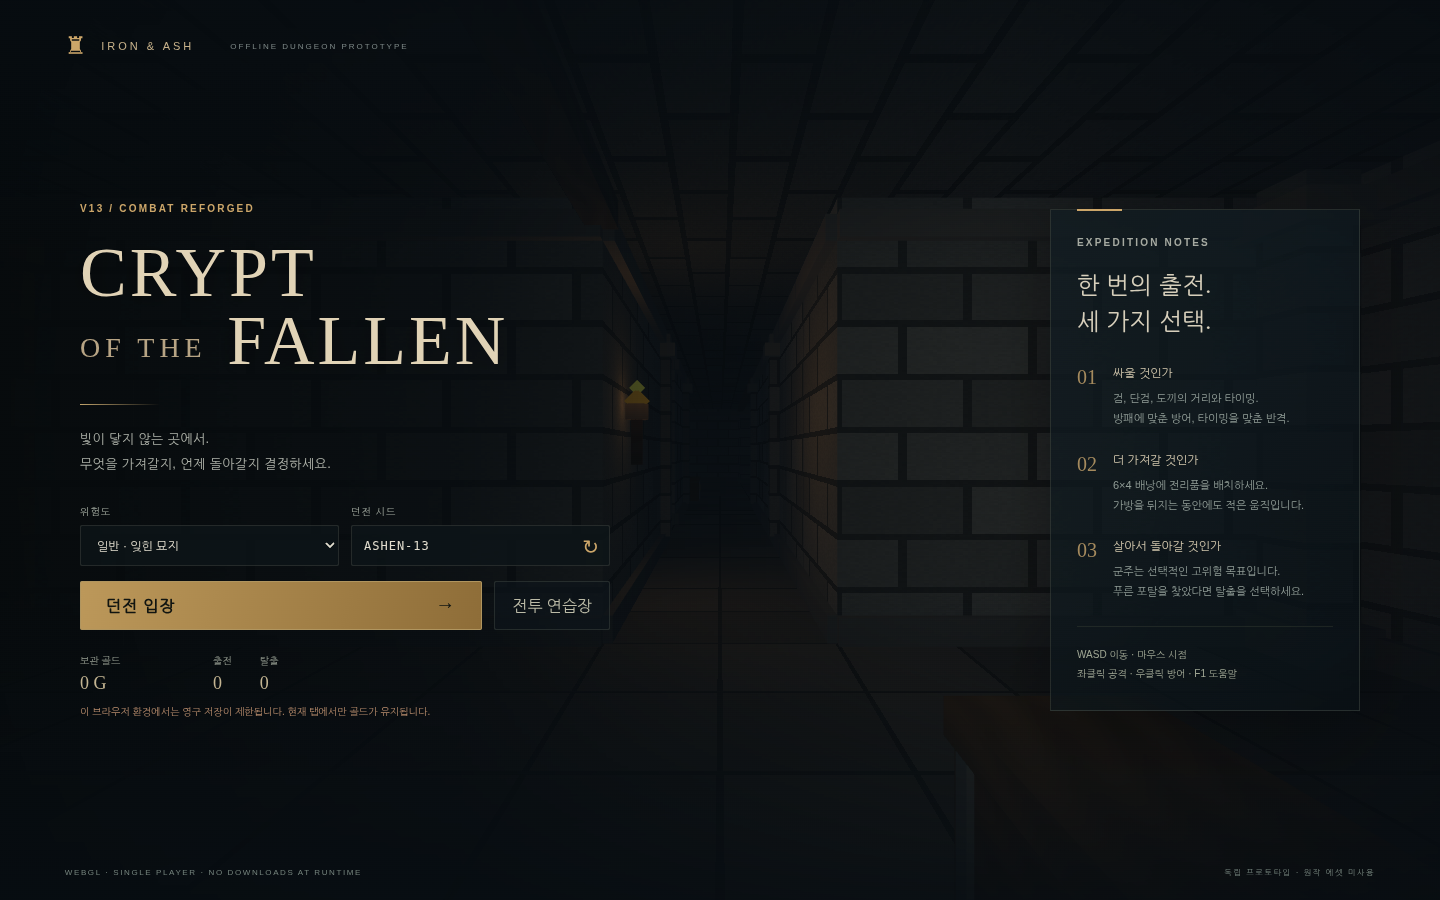 IRON & ASH
OFFLINE DUNGEON PROTOTYPE
V13 / COMBAT REFORGED
CRYPT
OF THE FALLEN
빛이 닿지 않는 곳에서.
무엇을 가져갈지, 언제 돌아갈지 결정하세요.
위험도
던전 시드
일반 · 잊힌 묘지
ASHEN-13
↻
던전 입장 →
전투 연습장
보관 골드
출전
탈출
0 G
0
0
이 브라우저 환경에서는 영구 저장이 제한됩니다. 현재 탭에서만 골드가 유지됩니다.
EXPEDITION NOTES
한 번의 출전.
세 가지 선택.
01 싸울 것인가
검, 단검, 도끼의 거리와 타이밍.
방패에 맞춘 방어, 타이밍을 맞춘 반격.
02 더 가져갈 것인가
6×4 배낭에 전리품을 배치하세요.
가방을 뒤지는 동안에도 적은 움직입니다.
03 살아서 돌아갈 것인가
군주는 선택적인 고위험 목표입니다.
푸른 포탈을 찾았다면 탈출을 선택하세요.
WASD 이동 · 마우스 시점
좌클릭 공격 · 우클릭 방어 · F1 도움말
WEBGL · SINGLE PLAYER · NO DOWNLOADS AT RUNTIME
독립 프로토타입 · 원작 에셋 미사용